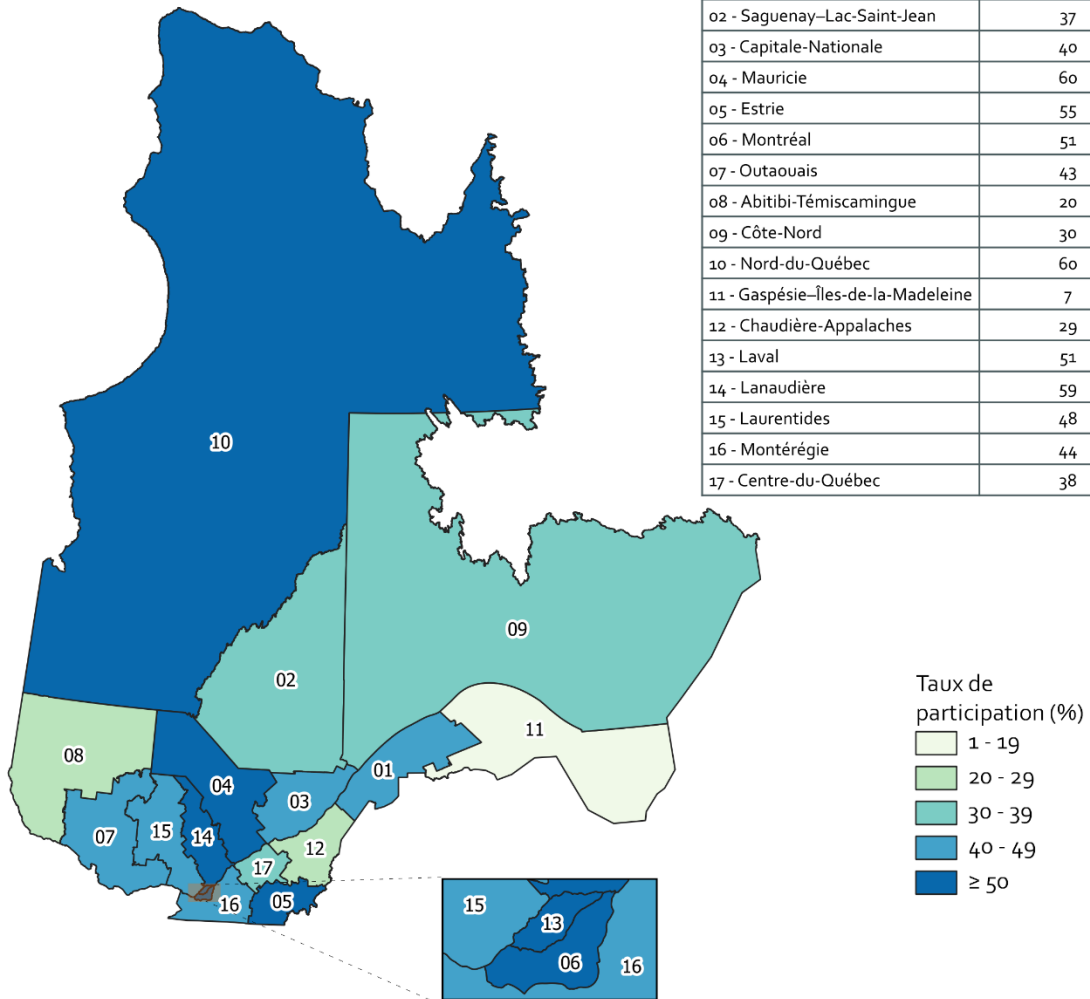 02 - Saguenay–Lac-Saint-Jean 37
03 - Capitale-Nationale 40
04 - Mauricie 60
05 - Estrie 55
06 - Montréal 51
07 - Outaouais 43
08 - Abitibi-Témiscamingue 20
09 - Côte-Nord 30
10 - Nord-du-Québec 60
11 - Gaspésie–Îles-de-la-Madeleine 7
12 - Chaudière-Appalaches 29
13 - Laval 51
14 - Lanaudière 59
15 - Laurentides 48
16 - Montérégie 44
17 - Centre-du-Québec 38
10
09
02
11
08
01
04
03
07
15
14
12
17
05
16
15
13
06
16
Taux de
participation (%)
1 - 19
20 - 29
30 - 39
40 - 49
≥ 50